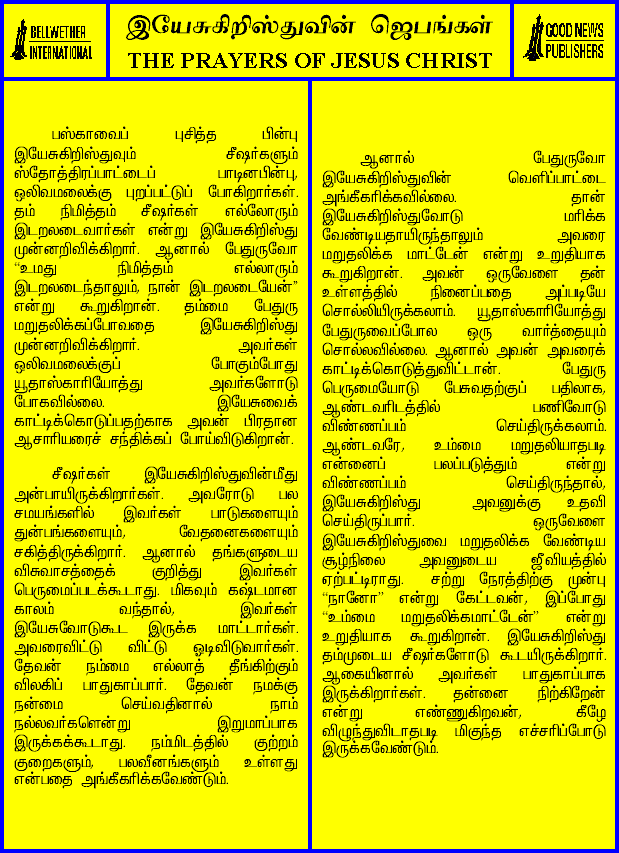 BELLWETHER
INTERNATIONAL
இயேசுகிறிஸ்துவின் ஜெபங்கள்
THE PRAYERS OF JESUS CHRIST
GOOD NEWS
PUBLISHERS
பஸ்காவைப் புசித்த பின்பு
இயேசுகிறிஸ்துவும் சீஷர்களும்
ஸ்தோத்திரப்பாட்டைப் பாடினபின்பு,
ஒலிவமலைக்கு புறப்பட்டுப் போகிறார்கள்.
தம் நிமித்தம் சீஷர்கள் எல்லோரும்
இடறலடைவார்கள் என்று இயேசுகிறிஸ்து
முன்னறிவிக்கிறார். ஆனால் பேதுருவோ
“உமது நிமித்தம் எல்லாரும்
இடறலடைந்தாலும், நான் இடறலடையேன்”
என்று கூறுகிறான். தம்மை பேதுரு
மறுதலிக்கப்போவதை இயேசுகிறிஸ்து
முன்னறிவிக்கிறார். அவர்கள்
ஒலிவமலைக்குப் போகும்போது
யூதாஸ்காரியோத்து அவர்களோடு
போகவில்லை. இயேசுவைக்
காட்டிக்கொடுப்பதற்காக அவன் பிரதான
ஆசாரியரைச் சந்திக்கப் போய்விடுகிறான்.
சீஷர்கள் இயேசுகிறிஸ்துவின்மீது
அன்பாயிருக்கிறார்கள். அவரோடு பல
சமயங்களில் இவர்கள் பாடுகளையும்
துன்பங்களையும், வேதனைகளையும்
சகித்திருக்கிறார். ஆனால் தங்களுடைய
விசுவாசத்தைக் குறித்து இவர்கள்
பெருமைப்படக்கூடாது. மிகவும் கஷ்டமான
காலம் வந்தால், இவர்கள்
இயேசுவோடுகூட இருக்க மாட்டார்கள்.
அவரைவிட்டு விட்டு ஓடிவிடுவார்கள்.
தேவன் நம்மை எல்லாத் தீங்கிற்கும்
விலகிப் பாதுகாப்பார். தேவன் நமக்கு
நன்மை செய்வதினால் நாம்
நல்லவர்களென்று இறுமாப்பாக
இருக்கக்கூடாது. நம்மிடத்தில் குற்றம்
குறைகளும், பலவீனங்களும் உள்ளது
என்பதை அங்கீகரிக்கவேண்டும்.
ஆனால் பேதுருவோ
இயேசுகிறிஸ்துவின் வெளிப்பாட்டை
அங்கீகரிக்கவில்லை. தான்
இயேசுகிறிஸ்துவோடு மரிக்க
வேண்டியதாயிருந்தாலும் அவரை
மறுதலிக்க மாட்டேன் என்று உறுதியாக
கூறுகிறான். அவன் ஒருவேளை தன்
உள்ளத்தில் நினைப்பதை அப்படியே
சொல்லியிருக்கலாம். யூதாஸ்காரியோத்து
பேதுருவைப்போல ஒரு வார்த்தையும்
சொல்லவில்லை. ஆனால் அவன் அவரைக்
காட்டிக்கொடுத்துவிட்டான். பேதுரு
பெருமையோடு பேசுவதற்குப் பதிலாக,
ஆண்டவரிடத்தில் பணிவோடு
விண்ணப்பம் செய்திருக்கலாம்.
ஆண்டவரே, உம்மை மறுதலியாதபடி
என்னைப் பலப்படுத்தும் என்று
விண்ணப்பம் செய்திருந்தால்,
இயேசுகிறிஸ்து அவனுக்கு உதவி
செய்திருப்பார். ஒருவேளை
இயேசுகிறிஸ்துவை மறுதலிக்க வேண்டிய
சூழ்நிலை அவனுடைய ஜீவியத்தில்
ஏற்பட்டிராது. சற்று நேரத்திற்கு முன்பு
“நானோ” என்று கேட்டவன், இப்போது
“உம்மை மறுதலிக்கமாட்டேன்” என்று
உறுதியாக கூறுகிறான். இயேசுகிறிஸ்து
தம்முடைய சீஷர்களோடு கூடயிருக்கிறார்.
ஆகையினால் அவர்கள் பாதுகாப்பாக
இருக்கிறார்கள். தன்னை நிற்கிறேன்
என்று எண்ணுகிறவன், கீழே
விழுந்துவிடாதபடி மிகுந்த எச்சரிப்போடு
இருக்கவேண்டும்.